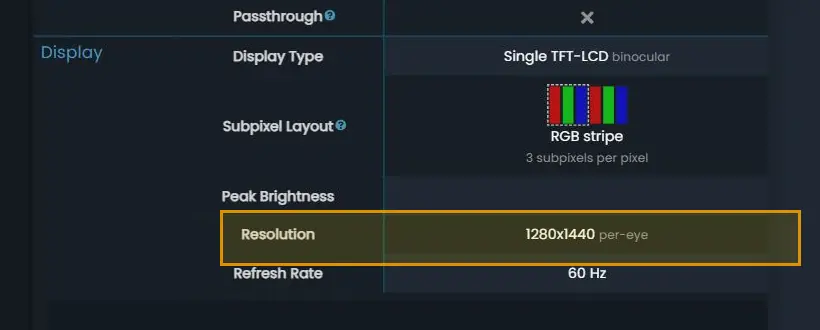 Passthrough ?
Display
Display Type Single TFT-LCD binocular
Subpixel Layout ?
RGB stripe
3 subpixels per pixel
Peak Brightness
Resolution 1280x1440 per-eye
Refresh Rate 60 Hz